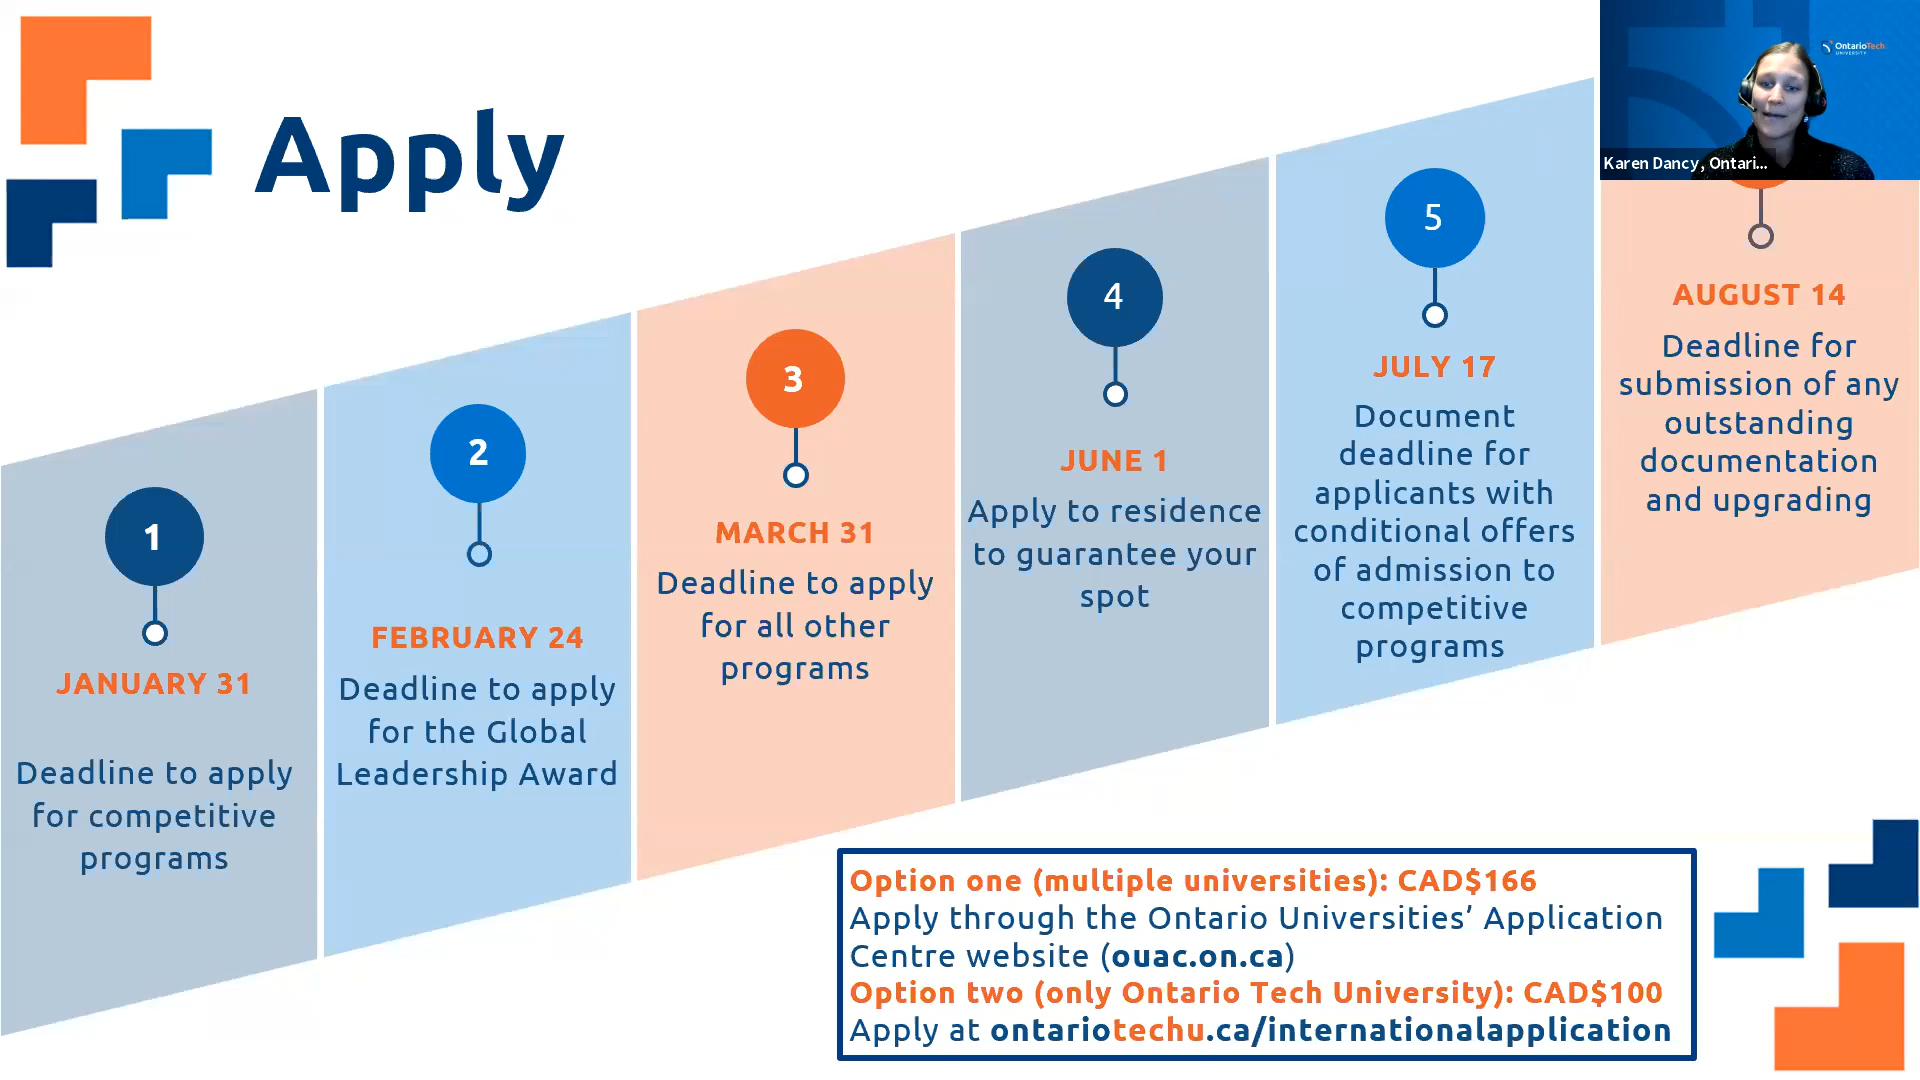 Apply
OntarioTech
UNIVERSITY
Karen Dancy, Ontari...
1
JANUARY 31
Deadline to apply
for competitive
programs
2
FEBRUARY 24
Deadline to apply
for the Global
Leadership Award
3
MARCH 31
Deadline to apply
for all other
programs
4
JUNE 1
Apply to residence
to guarantee your
spot
5
JULY 17
Document
deadline for
applicants with
conditional offers
of admission to
competitive
programs
AUGUST 14
Deadline for
submission of any
outstanding
documentation
and upgrading
Option one (multiple universities): CAD$166
Apply through the Ontario Universities’ Application
Centre website (ouac.on.ca)
Option two (only Ontario Tech University): CAD$100
Apply at ontariotechu.ca/internationalapplication